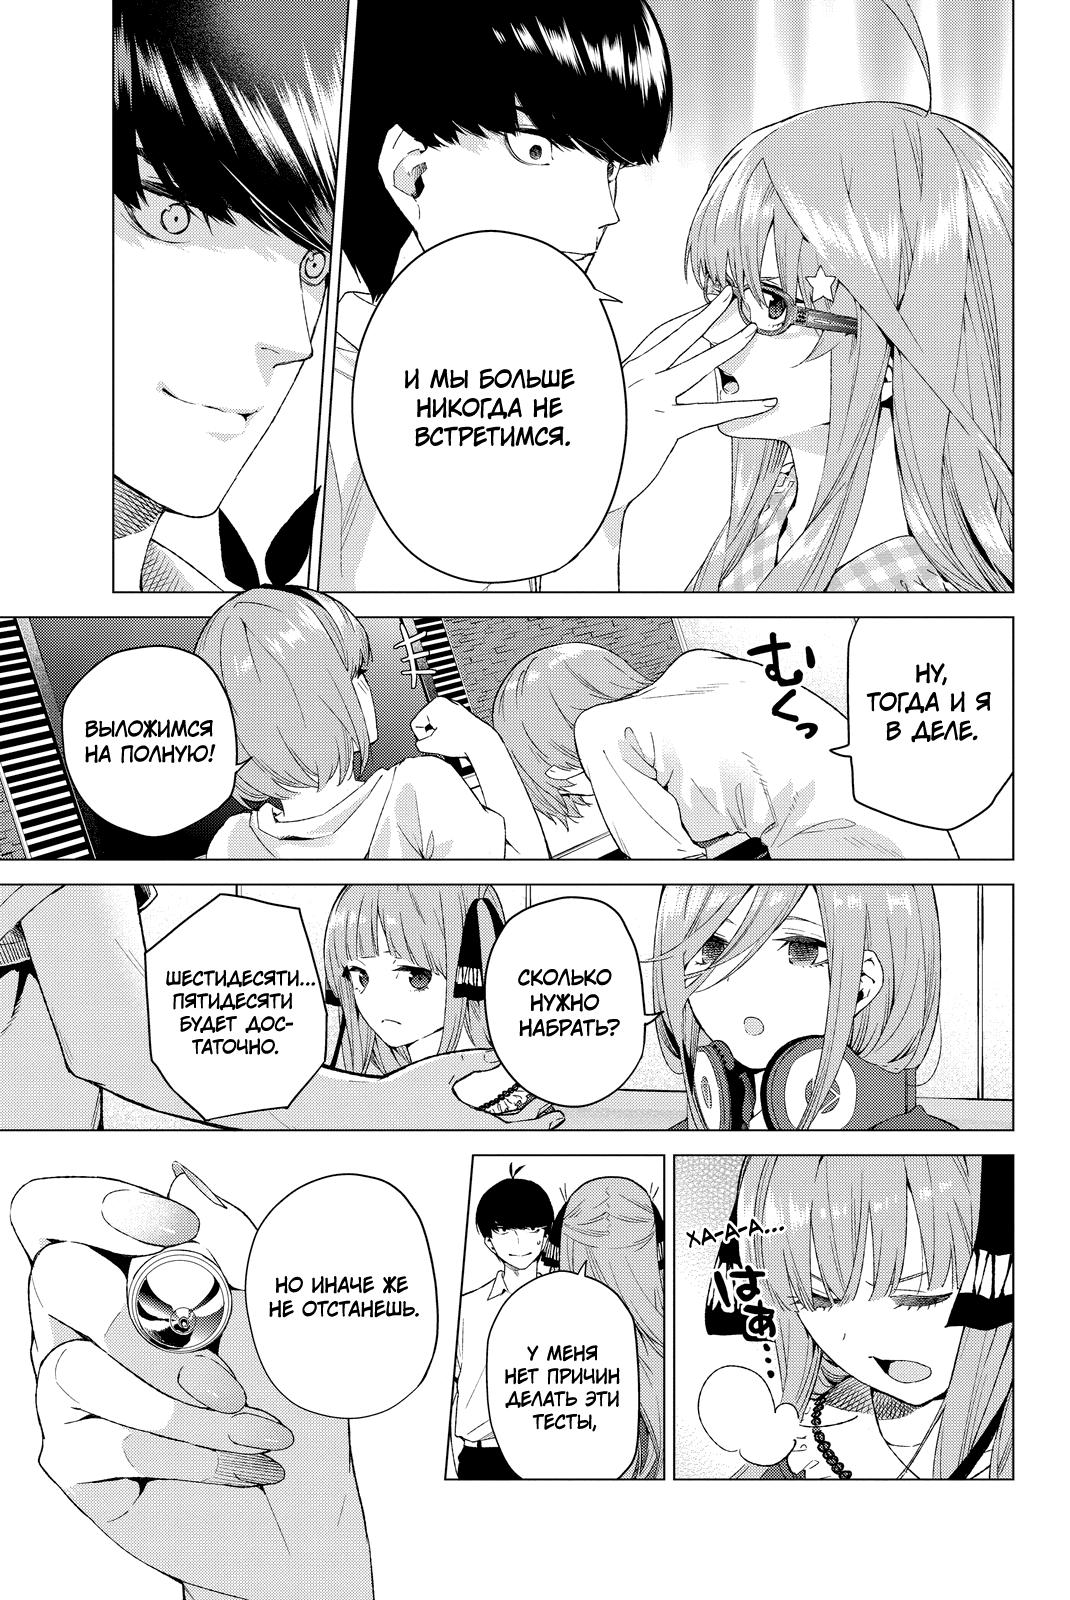 И МЫ БОЛЬШЕ
НИКОГДА НЕ
ВСТРЕТИМСЯ.
НУ,
ТОГДА И Я
В ДЕЛЕ.
むくっ
ВЫЛОЖИМСЯ
НА ПОЛНУЮ!
СКОЛЬКО
НУЖНО
НАБРАТЬ?
ШЕСТИДЕСЯТИ...
ПЯТИДЕСЯТИ
БУДЕТ ДОС-
ТАТОЧНО.
ХА-А-А...
はぁ...
У МЕНЯ
НЕТ ПРИЧИН
ДЕЛАТЬ ЭТИ
ТЕСТЫ,
НО ИНАЧЕ ЖЕ
НЕ ОТСТАНЕШЬ.